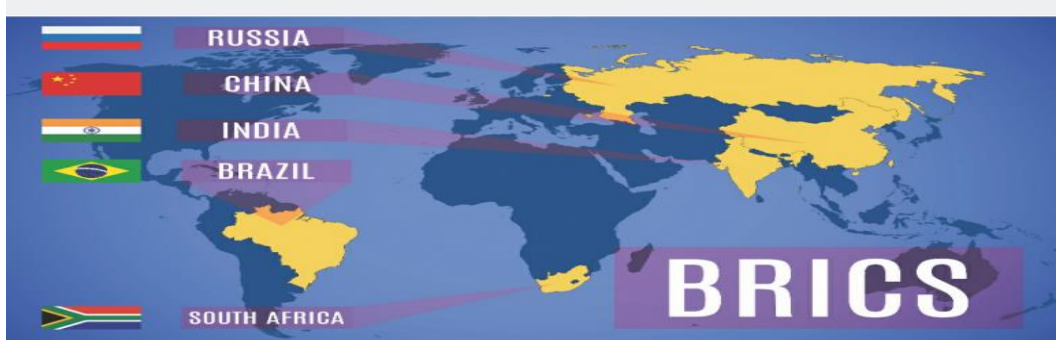 RUSSIA
CHINA
INDIA
BRAZIL
SOUTH AFRICA
BRICS